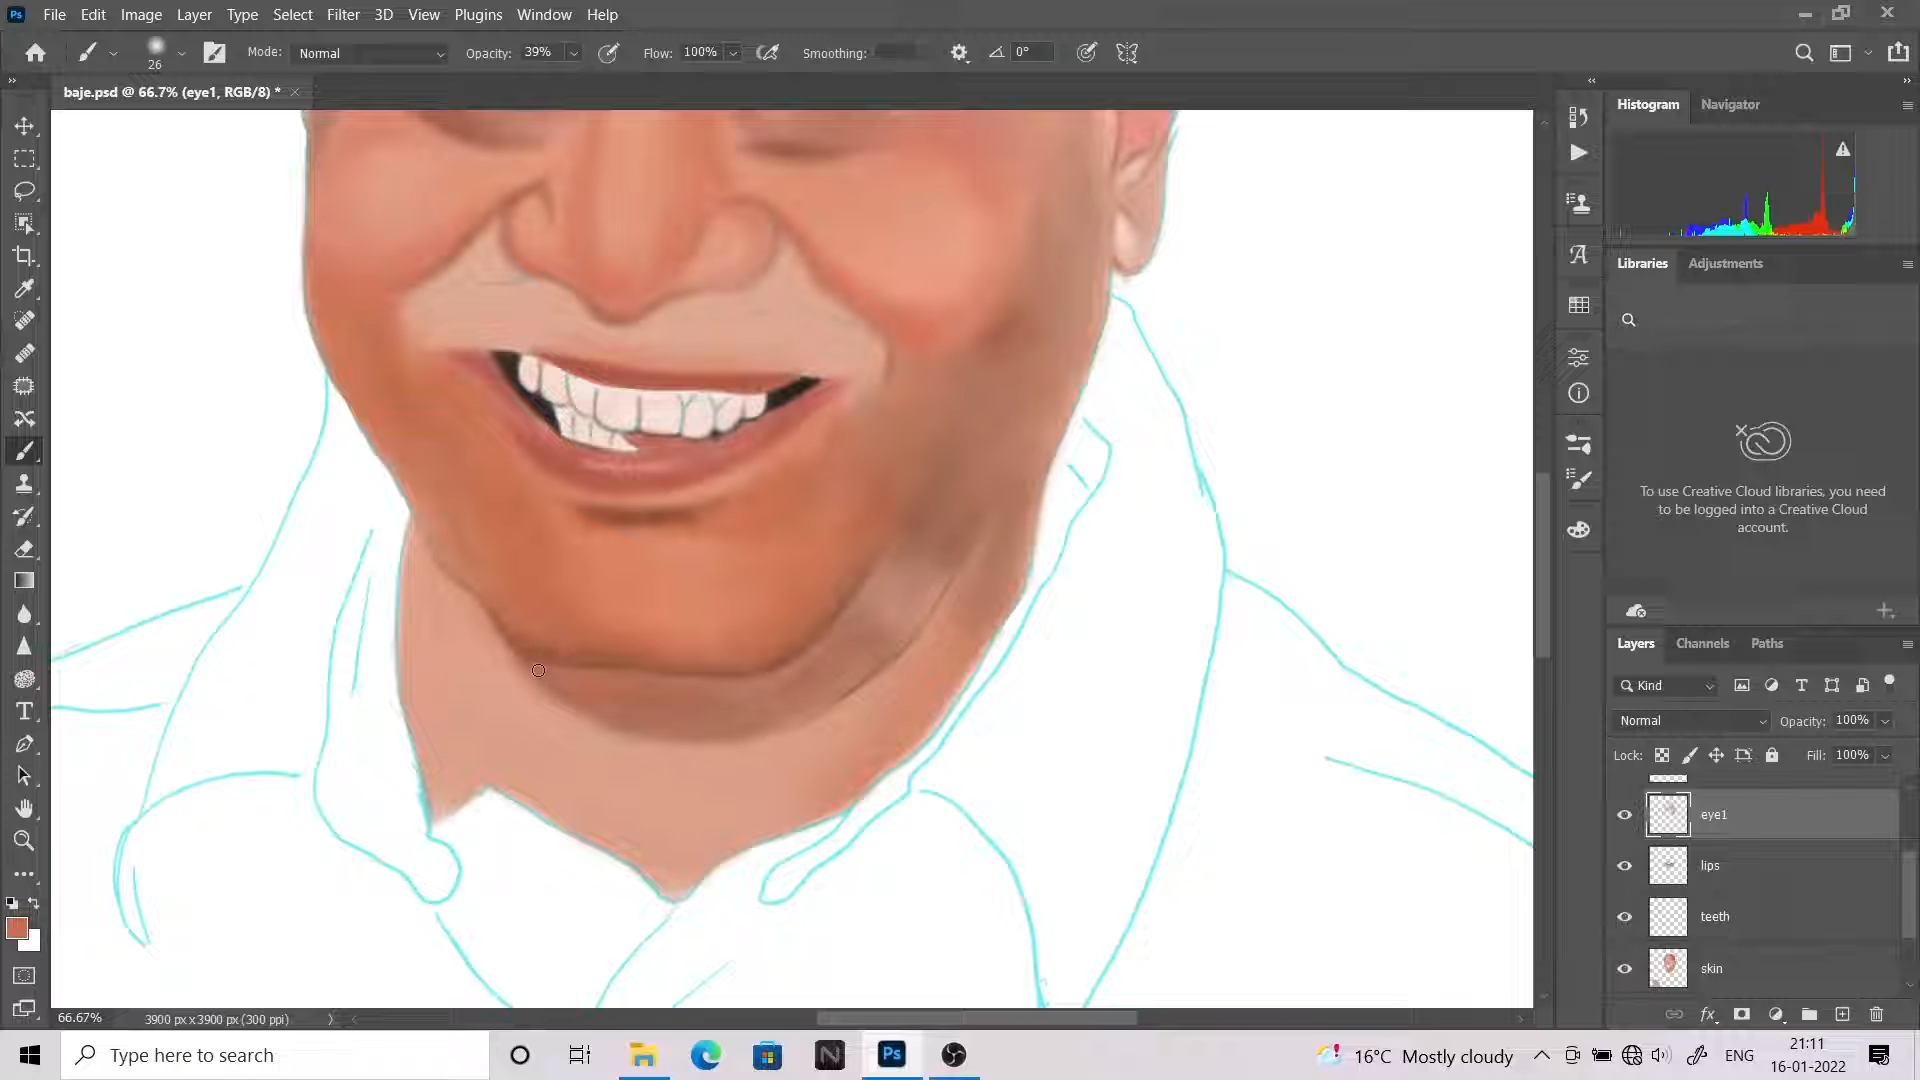 Ps File Edit Image Layer Type Select Filter 3D View Plugins Window Help
26 Mode: Normal Opacity: 39% Flow: 100% Smoothing: 0°
baje.psd @ 66.7% (eye1, RGB/8) * ×
Histogram Navigator
Libraries Adjustments
To use Creative Cloud libraries, you need
to be logged into a Creative Cloud
account.
Layers Channels Paths
Kind
Normal Opacity: 100%
Lock: Fill: 100%
eye1
lips
teeth
skin
fx
66.67% 3900 px x 3900 px (300 ppi)
Type here to search
N Ps
16°C Mostly cloudy ENG
21:11
16-01-2022